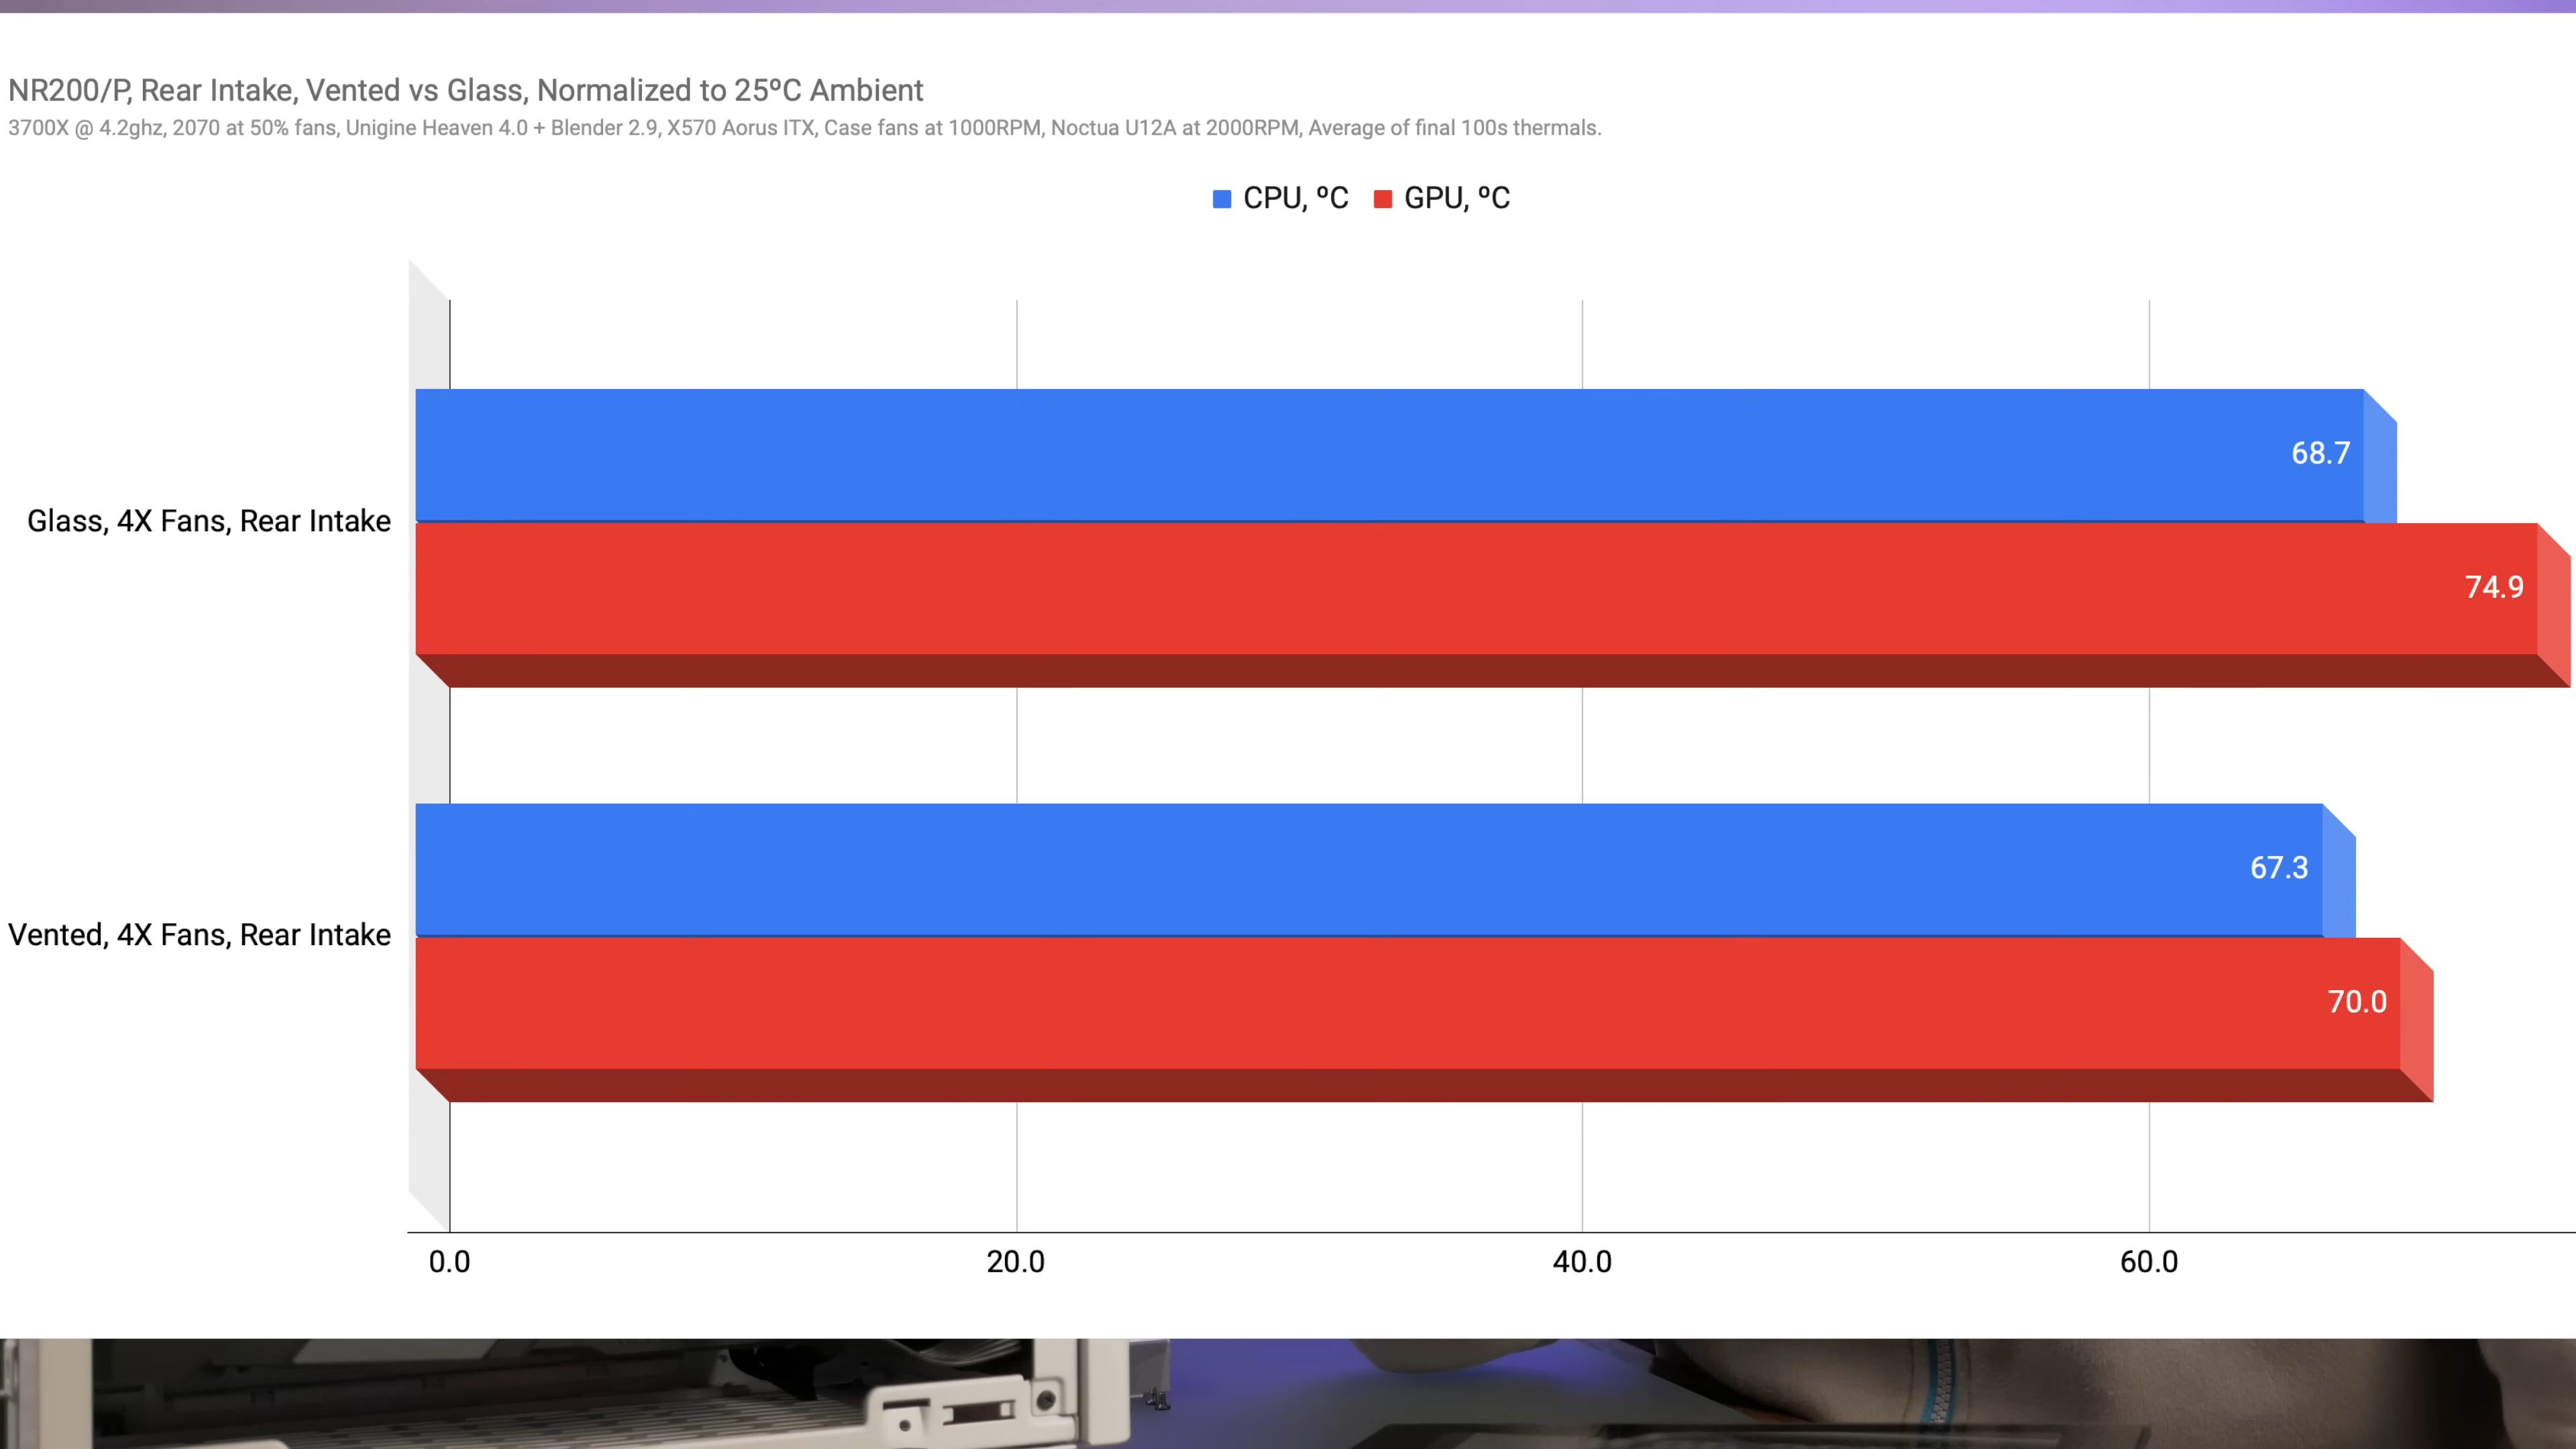 NR200/P, Rear Intake, Vented vs Glass, Normalized to 25ºC Ambient
3700X @ 4.2ghz, 2070 at 50% fans, Unigine Heaven 4.0 + Blender 2.9, X570 Aorus ITX, Case fans at 1000RPM, Noctua U12A at 2000RPM, Average of final 100s thermals.
CPU, ºC GPU, ºC
68.7
Glass, 4X Fans, Rear Intake
74.9
67.3
Vented, 4X Fans, Rear Intake
70.0
0.0 20.0 40.0 60.0